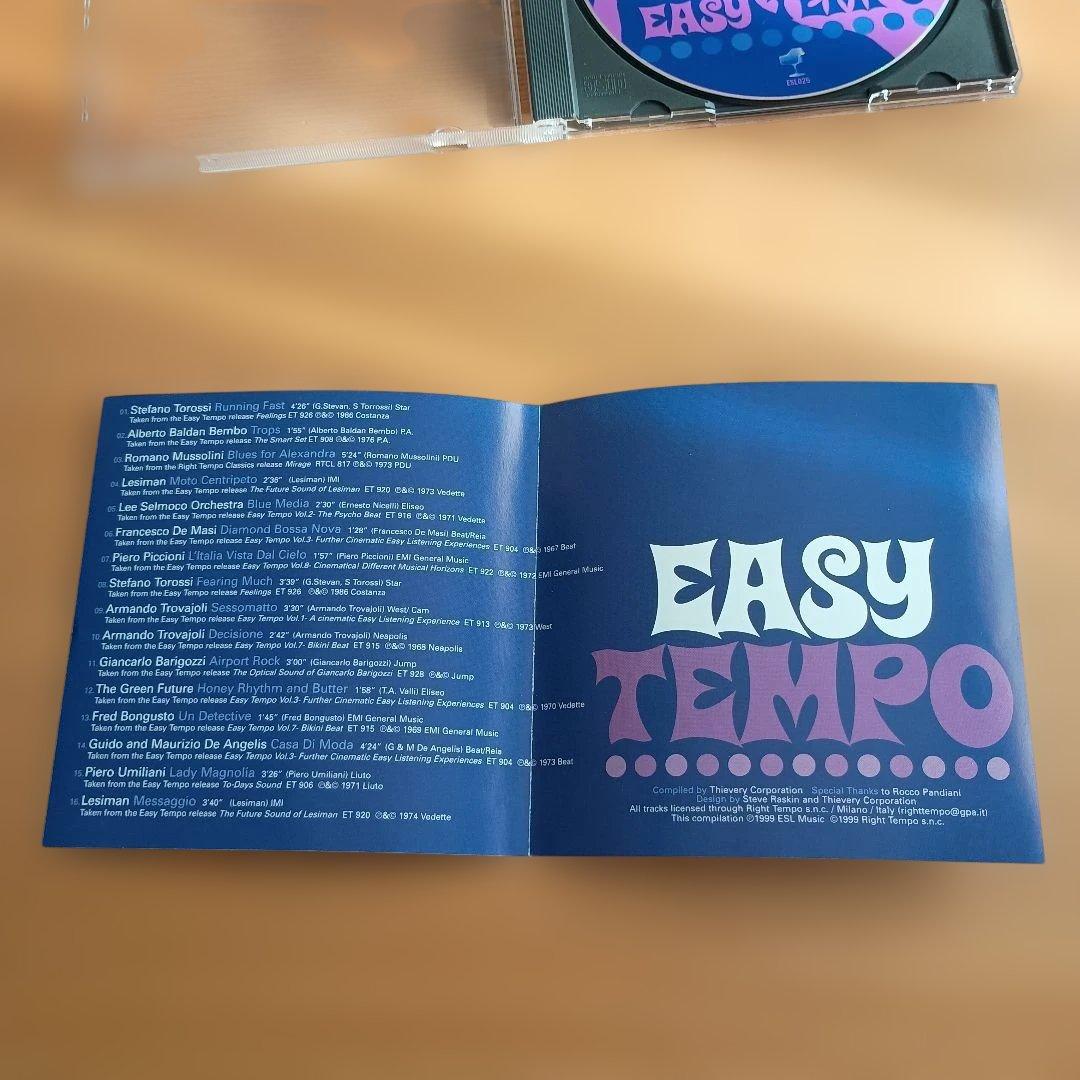 EASY TEMPO
ESL025
01. Stefano Torossi Running Fast 4'26" (G.Stevan, S Torrossi) Star
Taken from the Easy Tempo release Feelings ET 926 ℗&© 1986 Costanza
02. Alberto Baldan Bembo Trops 1'55" (Alberto Baldan Bembo) P.A.
Taken from the Easy Tempo release The Smart Set ET 908 ℗&© 1976 P.A.
03. Romano Mussolini Blues for Alexandra 5'24" (Romano Mussolini) PDU
Taken from the Right Tempo Classics release Mirage RTCL 817 ℗&© 1973 PDU
04. Lesiman Moto Centripeto 2'36" (Lesiman) IMI
Taken from the Easy Tempo release The Future Sound of Lesiman ET 920 ℗&© 1973 Vedette
05. Lee Selmoco Orchestra Blue Media 2'30" (Ernesto Nicelli) Eliseo
Taken from the Easy Tempo release Easy Tempo Vol.2- The Psycho Beat ET 916 ℗&© 1971 Vedette
06. Francesco De Masi Diamond Bossa Nova 1'28" (Francesco De Masi) Beat/Reia
Taken from the Easy Tempo release Easy Tempo Vol.3- Further Cinematic Easy Listening Experiences ET 904 ℗&© 1967 Beat
07. Piero Piccioni L'Italia Vista Dal Cielo 1'57" (Piero Piccioni) EMI General Music
Taken from the Easy Tempo release Easy Tempo Vol.8- Cinematical Different Musical Horizons ET 922 ℗&© 1972 EMI General Music
08. Stefano Torossi Fearing Much 3'39" (G.Stevan, S Torossi) Star
Taken from the Easy Tempo release Feelings ET 926 ℗&© 1986 Costanza
09. Armando Trovajoli Sessomatto 3'30" (Armando Trovajoli) West/ Cam
Taken from the Easy Tempo release Easy Tempo Vol.1- A cinematic Easy Listening Experience ET 913 ℗&© 1973 West
10. Armando Trovajoli Decisione 2'42" (Armando Trovajoli) Neapolis
Taken from the Easy Tempo release Easy Tempo Vol.7- Bikini Beat ET 915 ℗&© 1968 Neapolis
11. Giancarlo Barigozzi Airport Rock 3'00" (Giancarlo Barigozzi) Jump
Taken from the Easy Tempo release The Optical Sound of Giancarlo Barigozzi ET 928 ℗&© Jump
12. The Green Future Honey Rhythm and Butter 1'58" (T.A. Valli) Eliseo
Taken from the Easy Tempo release Easy Tempo Vol.3- Further Cinematic Easy Listening Experiences ET 904 ℗&© 1970 Vedette
13. Fred Bongusto Un Detective 1'45" (Fred Bongusto) EMI General Music
Taken from the Easy Tempo release Easy Tempo Vol.7- Bikini Beat ET 915 ℗&© 1969 EMI General Music
14. Guido and Maurizio De Angelis Casa Di Moda 4'24" (G & M De Angelis) Beat/Reia
Taken from the Easy Tempo release Easy Tempo Vol.3- Further Cinematic Easy Listening Experiences ET 904 ℗&© 1973 Beat
15. Piero Umiliani Lady Magnolia 3'26" (Piero Umiliani) Liuto
Taken from the Easy Tempo release To-Days Sound ET 906 ℗&© 1971 Liuto
16. Lesiman Messaggio 3'40" (Lesiman) IMI
Taken from the Easy Tempo release The Future Sound of Lesiman ET 920 ℗&© 1974 Vedette
EASY
TEMPO
Compiled by Thievery Corporation Special Thanks to Rocco Pandiani
Design by Steve Raskin and Thievery Corporation
All tracks licensed through Right Tempo s.n.c. / Milano / Italy (righttempo@gpa.it)
This compilation ℗1999 ESL Music ©1999 Right Tempo s.n.c.